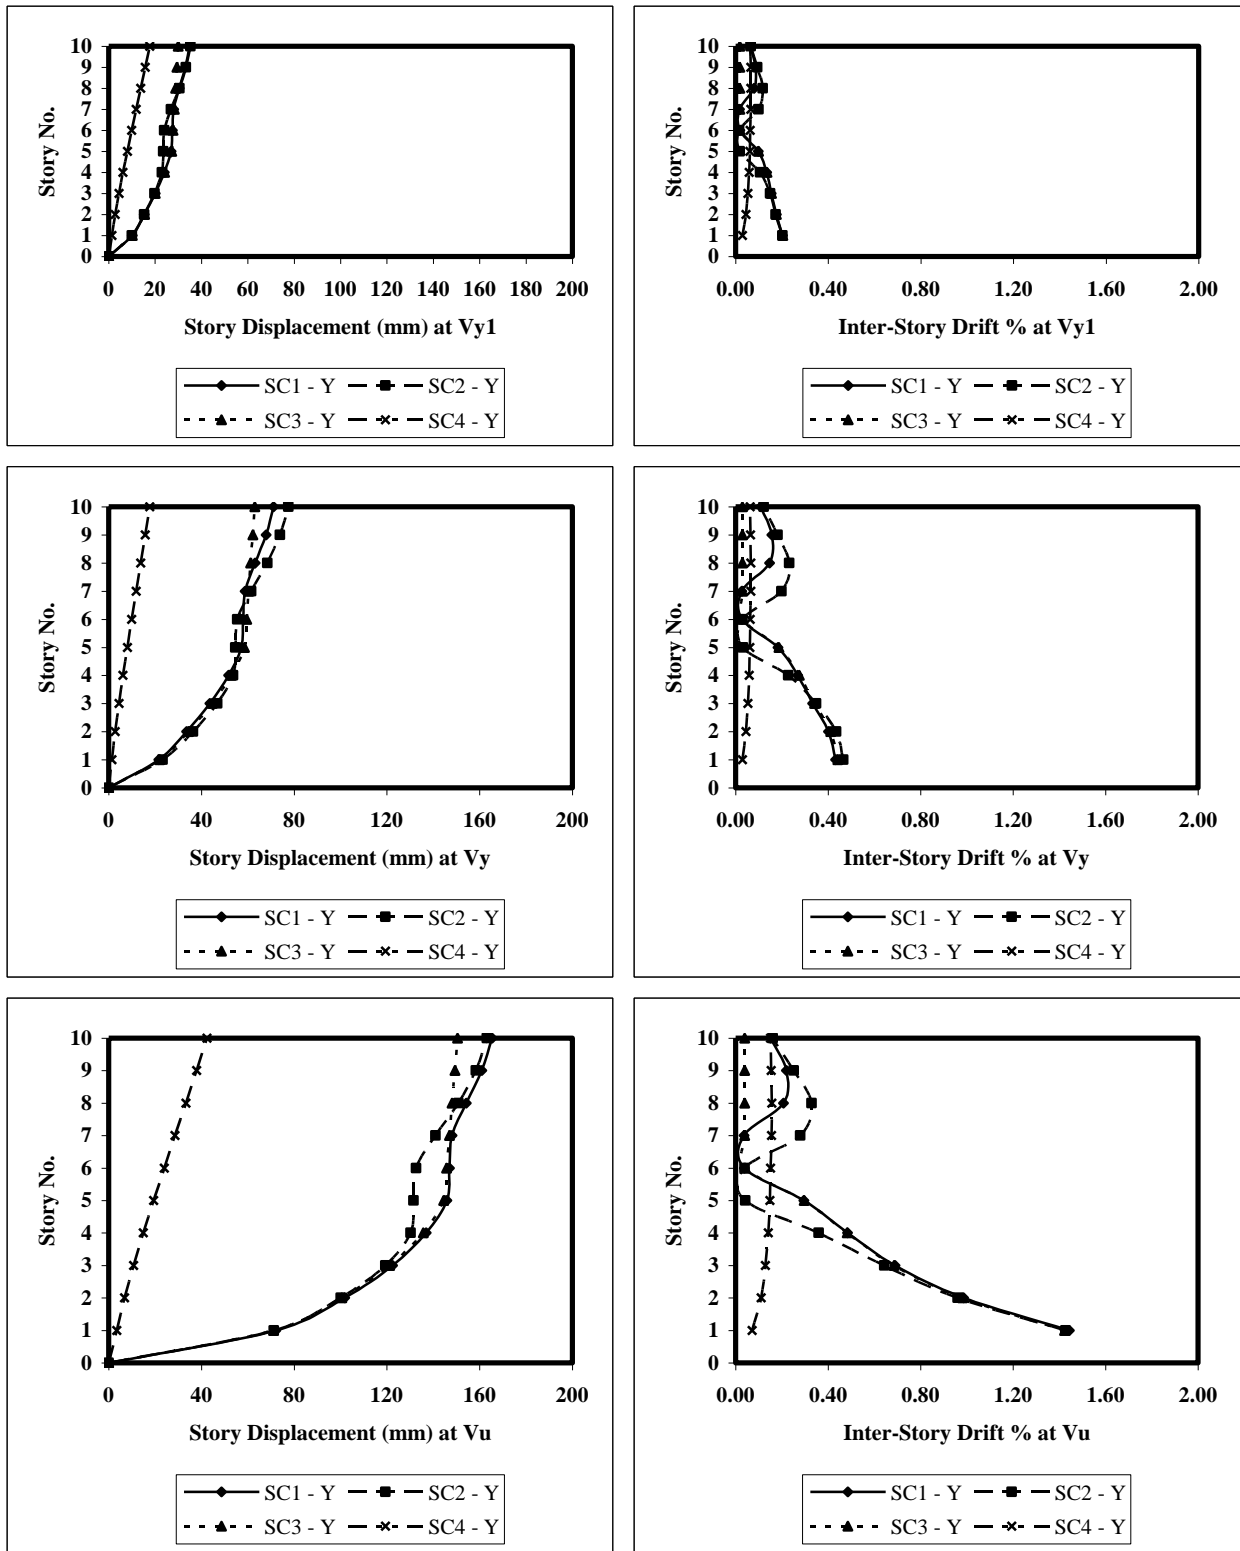 10
9
8
7
6
5
4
3
2
1
0
Story No.
0 20 40 60 80 100 120 140 160 180 200
Story Displacement (mm) at Vy1
SC1 - Y SC2 - Y
SC3 - Y SC4 - Y
10
9
8
7
6
5
4
3
2
1
0
Story No.
0.00 0.40 0.80 1.20 1.60 2.00
Inter-Story Drift % at Vy1
SC1 - Y SC2 - Y
SC3 - Y SC4 - Y
10
9
8
7
6
5
4
3
2
1
0
Story No.
0 40 80 120 160 200
Story Displacement (mm) at Vy
SC1 - Y SC2 - Y
SC3 - Y SC4 - Y
10
9
8
7
6
5
4
3
2
1
0
Story No.
0.00 0.40 0.80 1.20 1.60 2.00
Inter-Story Drift % at Vy
SC1 - Y SC2 - Y
SC3 - Y SC4 - Y
10
9
8
7
6
5
4
3
2
1
0
Story No.
0 40 80 120 160 200
Story Displacement (mm) at Vu
SC1 - Y SC2 - Y
SC3 - Y SC4 - Y
10
9
8
7
6
5
4
3
2
1
0
Story No.
0.00 0.40 0.80 1.20 1.60 2.00
Inter-Story Drift % at Vu
SC1 - Y SC2 - Y
SC3 - Y SC4 - Y